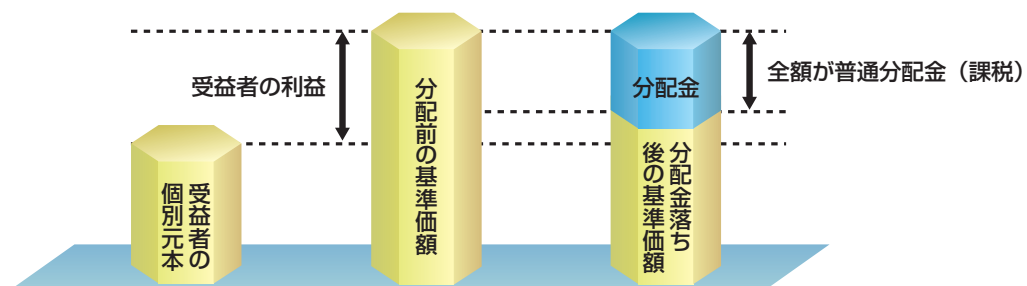 受益者の利益
受益者の
個別元本
分配前の基準価額
分配金
分配金落ち
後の基準価額
全額が普通分配金（課税）